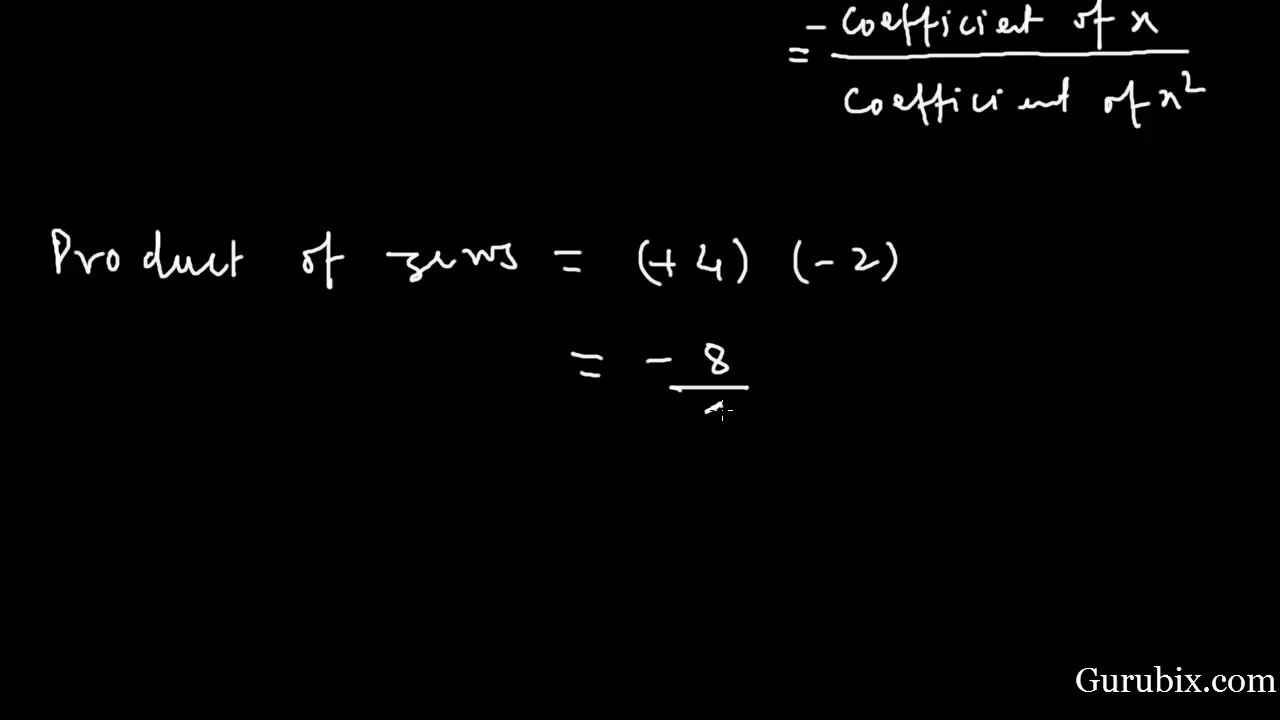 - coefficient of x
=
coefficient of x²
Product of zeros = (+4) (-2)
= - 8
Gurubix.com